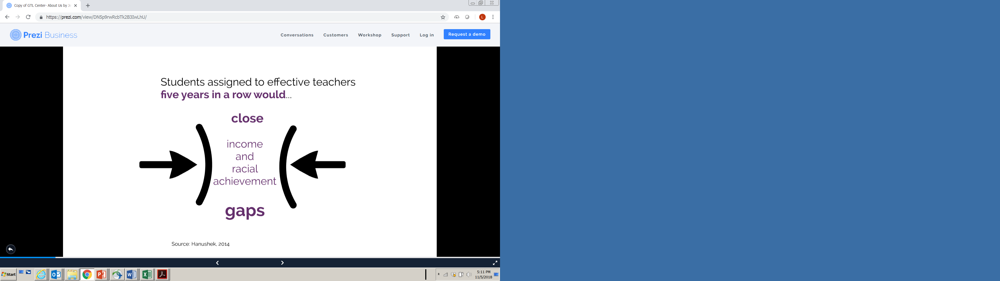 Copy of GTL Center- About Us by Je
https://prezi.com/view/DN5p9rwRcbTk2B3IwLhU/
L
Prezi Business
Conversations Customers Workshop Support Log in Request a demo
Students assigned to effective teachers
five years in a row would...
close
income
and
racial
achievement
gaps
Source: Hanushek, 2014
Start
5:11 PM
11/5/2018